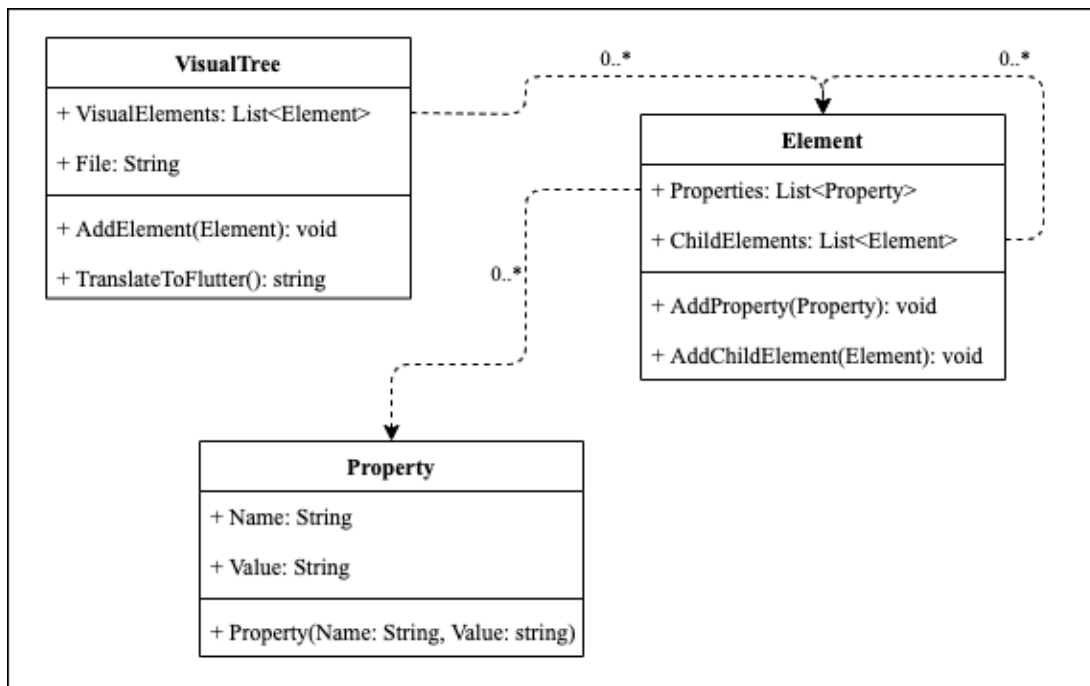 VisualTree
+ VisualElements: List<Element>
+ File: String
+ AddElement(Element): void
+ TranslateToFlutter(): string
0..*
0..*
Element
+ Properties: List<Property>
+ ChildElements: List<Element>
+ AddProperty(Property): void
+ AddChildElement(Element): void
0..*
Property
+ Name: String
+ Value: String
+ Property(Name: String, Value: string)